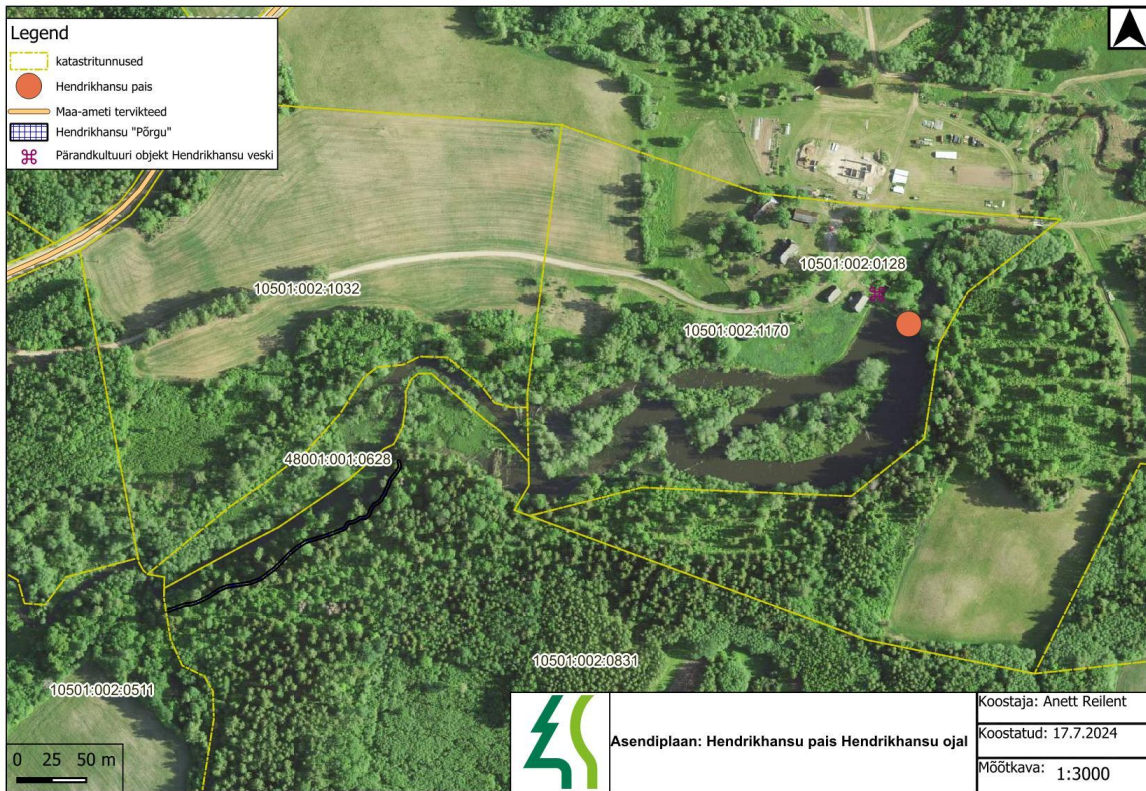 Legend
katastritunnused
Hendrikhansu pais
Maa-ameti tervikteed
Hendrikhansu "Põrgu"
Pärandkultuuri objekt Hendrikhansu veski
10501:002:0128
10501:002:1032
10501:002:1170
48001:001:0628
10501:002:0831
10501:002:0511
0 25 50 m
Asendiplaan: Hendrikhansu pais Hendrikhansu ojal
Koostaja: Anett Reilent
Koostatud: 17.7.2024
Mõõtkava: 1:3000